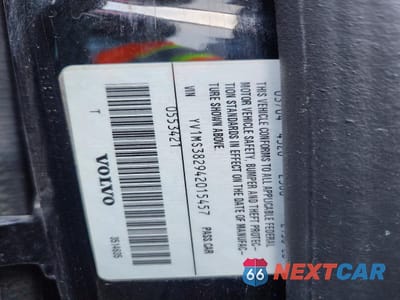 THIS VEHICLE CONFORMS TO ALL APPLICABLE FEDERAL
MOTOR VEHICLE SAFETY, BUMPER AND THEFT PROTEC-
TION STANDARDS IN EFFECT ON THE DATE OF MANUFAC-
TURE SHOWN ABOVE.
YV1MS382942015457 PASS.CAR
VIN
0553421
VOLVO
T
66 NEXTCAR